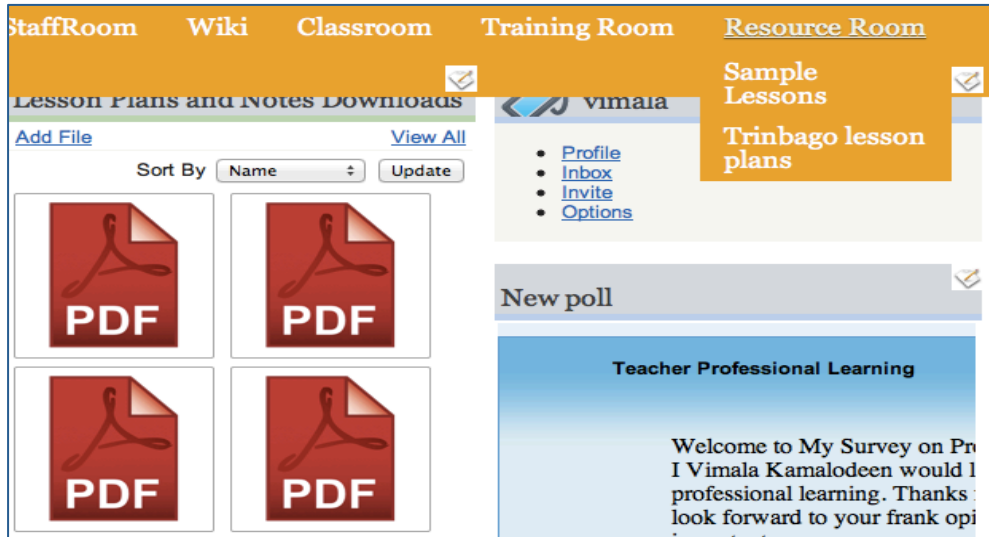 StaffRoom Wiki Classroom Training Room Resource Room
Sample
Lessons
Trinbago lesson
plans
Lesson Plans and Notes Downloads
Add File View All
Sort By Name Update
PDF PDF
PDF PDF
vimala
Profile
Inbox
Invite
Options
New poll
Teacher Professional Learning
Welcome to My Survey on Pr
I Vimala Kamalodeen would l
professional learning. Thanks
look forward to your frank opi